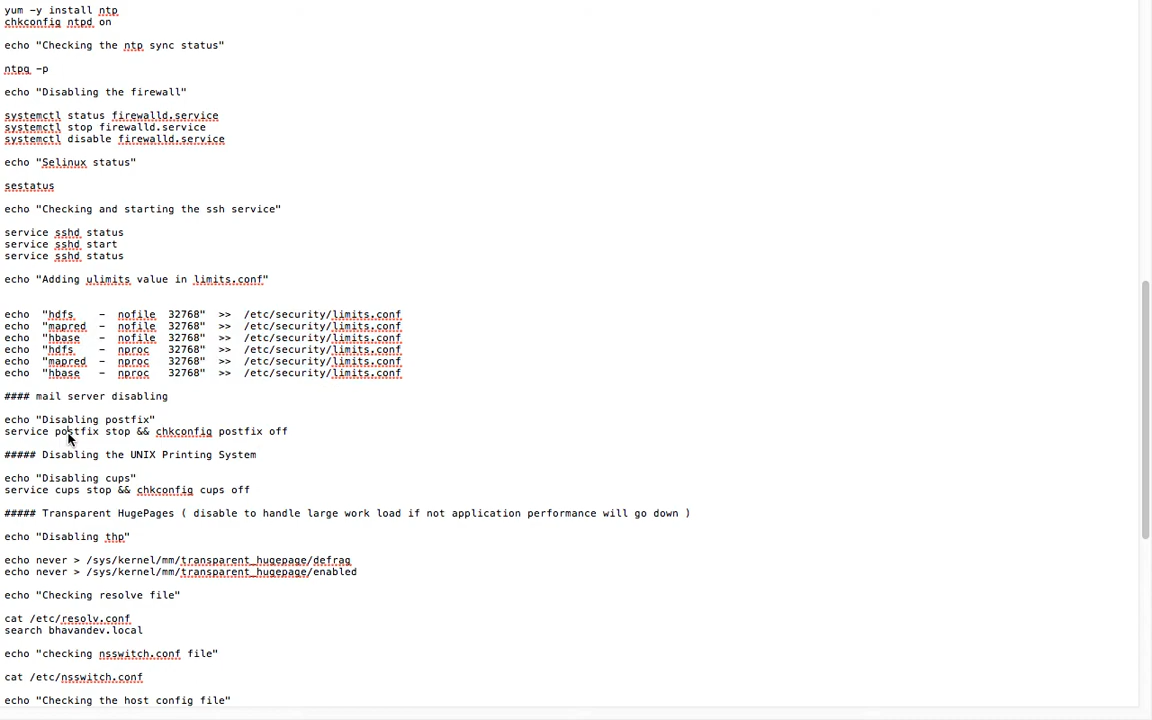 yum -y install ntp
chkconfig ntpd on
echo "Checking the ntp sync status"
ntpq -p
echo "Disabling the firewall"
systemctl status firewalld.service
systemctl stop firewalld.service
systemctl disable firewalld.service
echo "Selinux status"
sestatus
echo "Checking and starting the ssh service"
service sshd status
service sshd start
service sshd status
echo "Adding ulimits value in limits.conf"
echo  "hdfs    -  nofile  32768"  >>  /etc/security/limits.conf
echo  "mapred  -  nofile  32768"  >>  /etc/security/limits.conf
echo  "hbase   -  nofile  32768"  >>  /etc/security/limits.conf
echo  "hdfs    -  nproc   32768"  >>  /etc/security/limits.conf
echo  "mapred  -  nproc   32768"  >>  /etc/security/limits.conf
echo  "hbase   -  nproc   32768"  >>  /etc/security/limits.conf
#### mail server disabling
echo "Disabling postfix"
service postfix stop && chkconfig postfix off
##### Disabling the UNIX Printing System
echo "Disabling cups"
service cups stop && chkconfig cups off
##### Transparent HugePages ( disable to handle large work load if not application performance will go down )
echo "Disabling thp"
echo never > /sys/kernel/mm/transparent_hugepage/defrag
echo never > /sys/kernel/mm/transparent_hugepage/enabled
echo "Checking resolve file"
cat /etc/resolv.conf
search bhavandev.local
echo "checking nsswitch.conf file"
cat /etc/nsswitch.conf
echo "Checking the host config file"